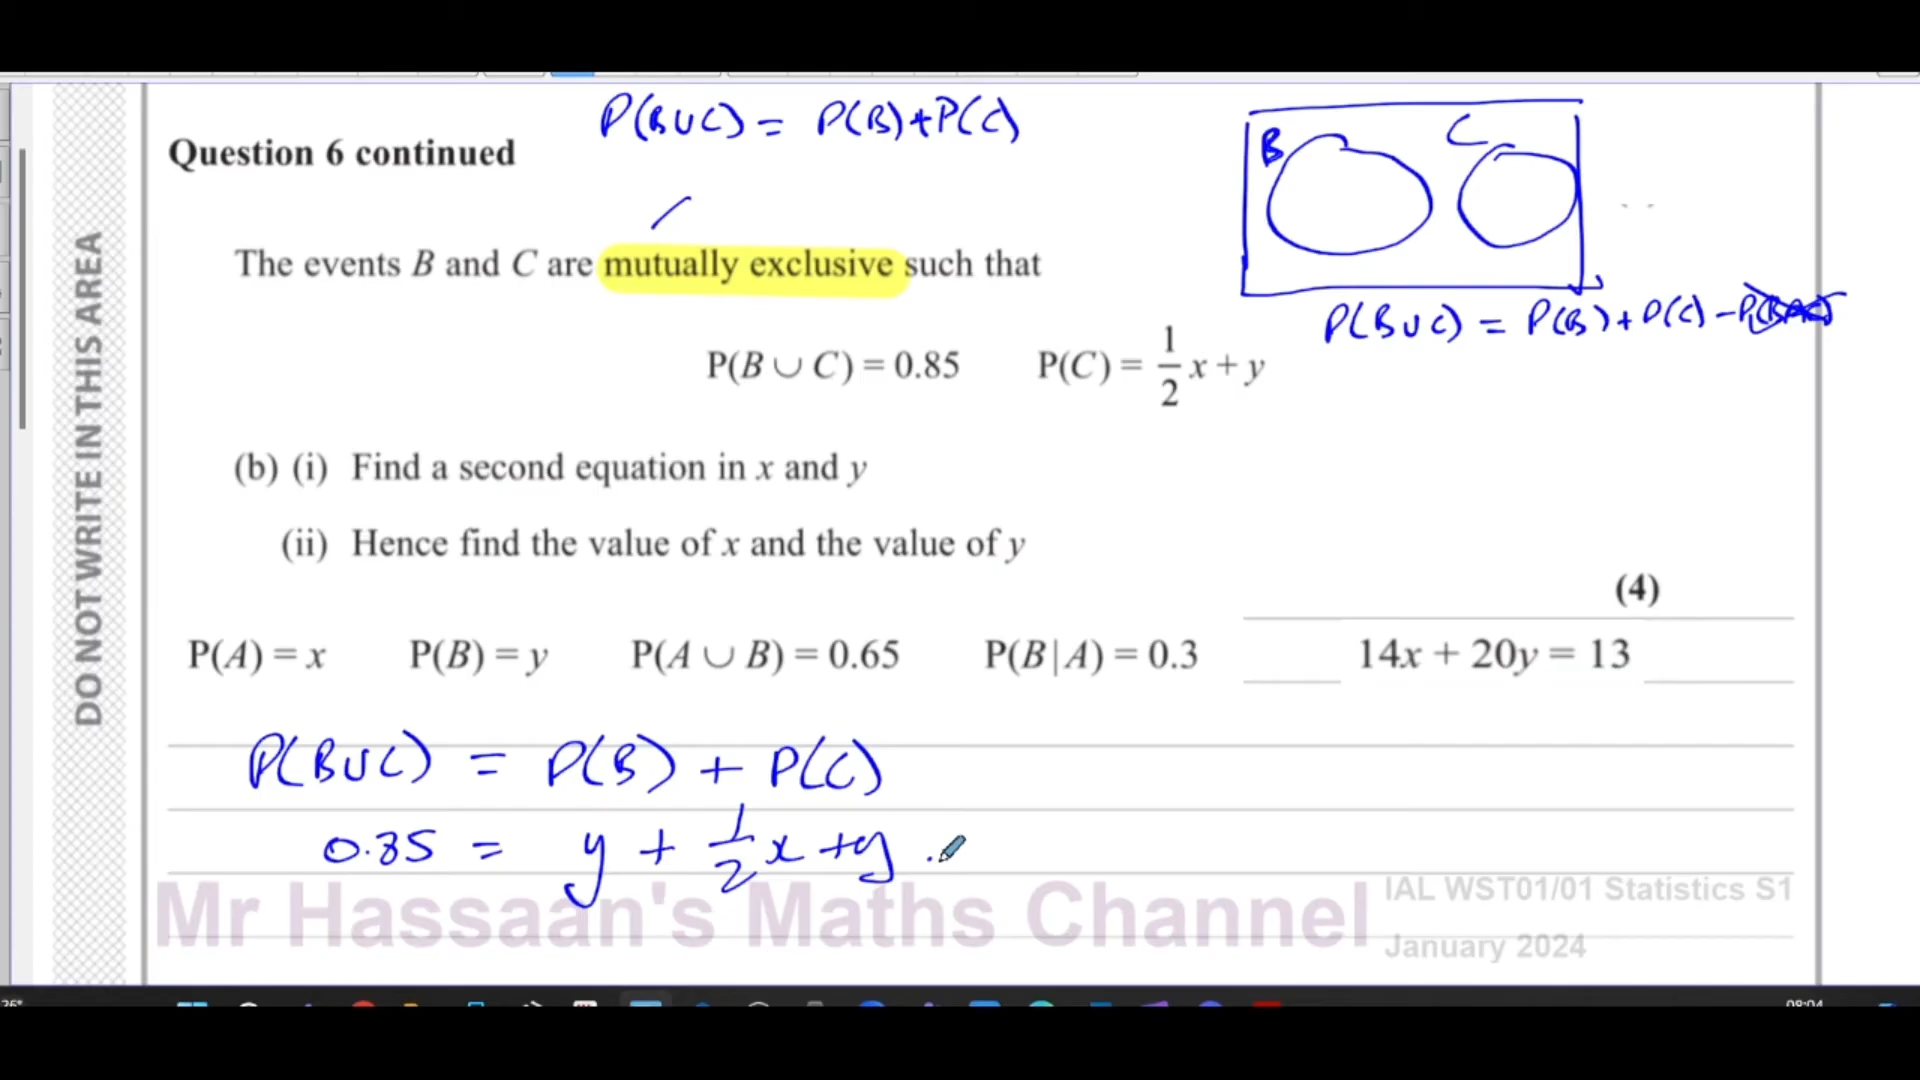 P(B∪C) = P(B)+P(C)
Question 6 continued
B C
The events B and C are mutually exclusive such that
P(B∪C) = P(B)+P(C) - P(B∩C)
P(B ∪ C) = 0.85 P(C) = 1/2 x + y
(b) (i) Find a second equation in x and y
(ii) Hence find the value of x and the value of y
(4)
P(A) = x P(B) = y P(A ∪ B) = 0.65 P(B|A) = 0.3 14x + 20y = 13
P(B∪C) = P(B) + P(C)
0.85 = y + 1/2 x + y
Mr Hassaan's Maths Channel
IAL WST01/01 Statistics S1
January 2024
DO NOT WRITE IN THIS AREA
26°
08:04